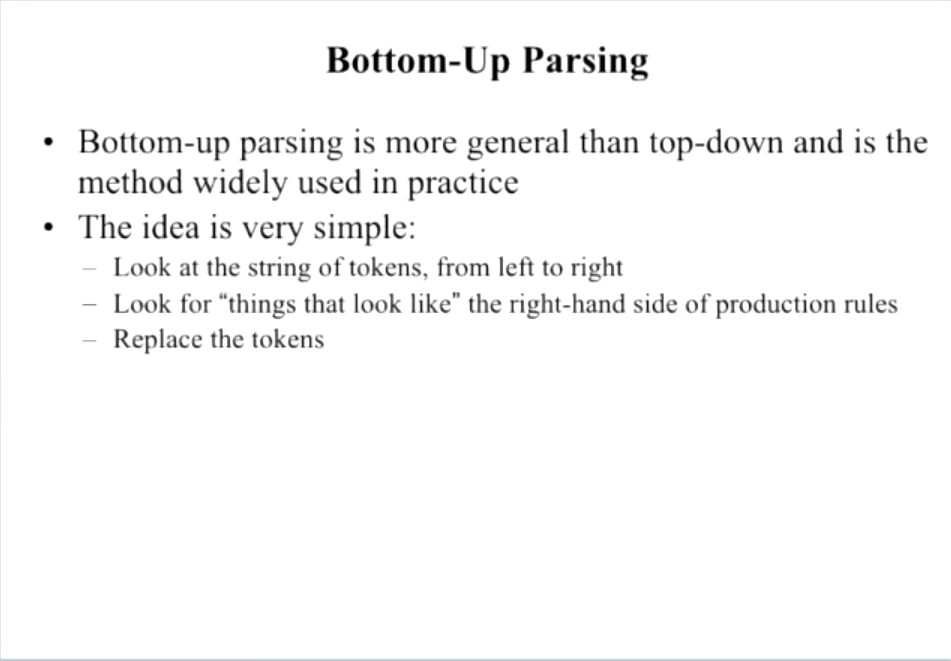 Bottom-Up Parsing
• Bottom-up parsing is more general than top-down and is the
method widely used in practice
• The idea is very simple:
– Look at the string of tokens, from left to right
– Look for “things that look like” the right-hand side of production rules
– Replace the tokens